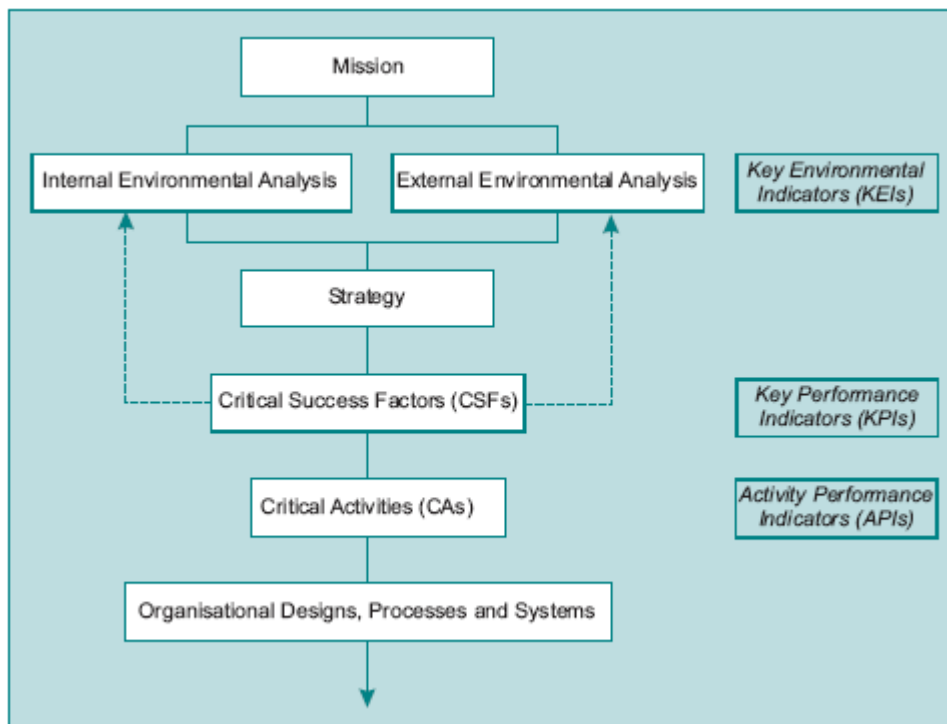 Mission
Internal Environmental Analysis
External Environmental Analysis
Key Environmental
Indicators (KEIs)
Strategy
Critical Success Factors (CSFs)
Key Performance
Indicators (KPIs)
Critical Activities (CAs)
Activity Performance
Indicators (APIs)
Organisational Designs, Processes and Systems